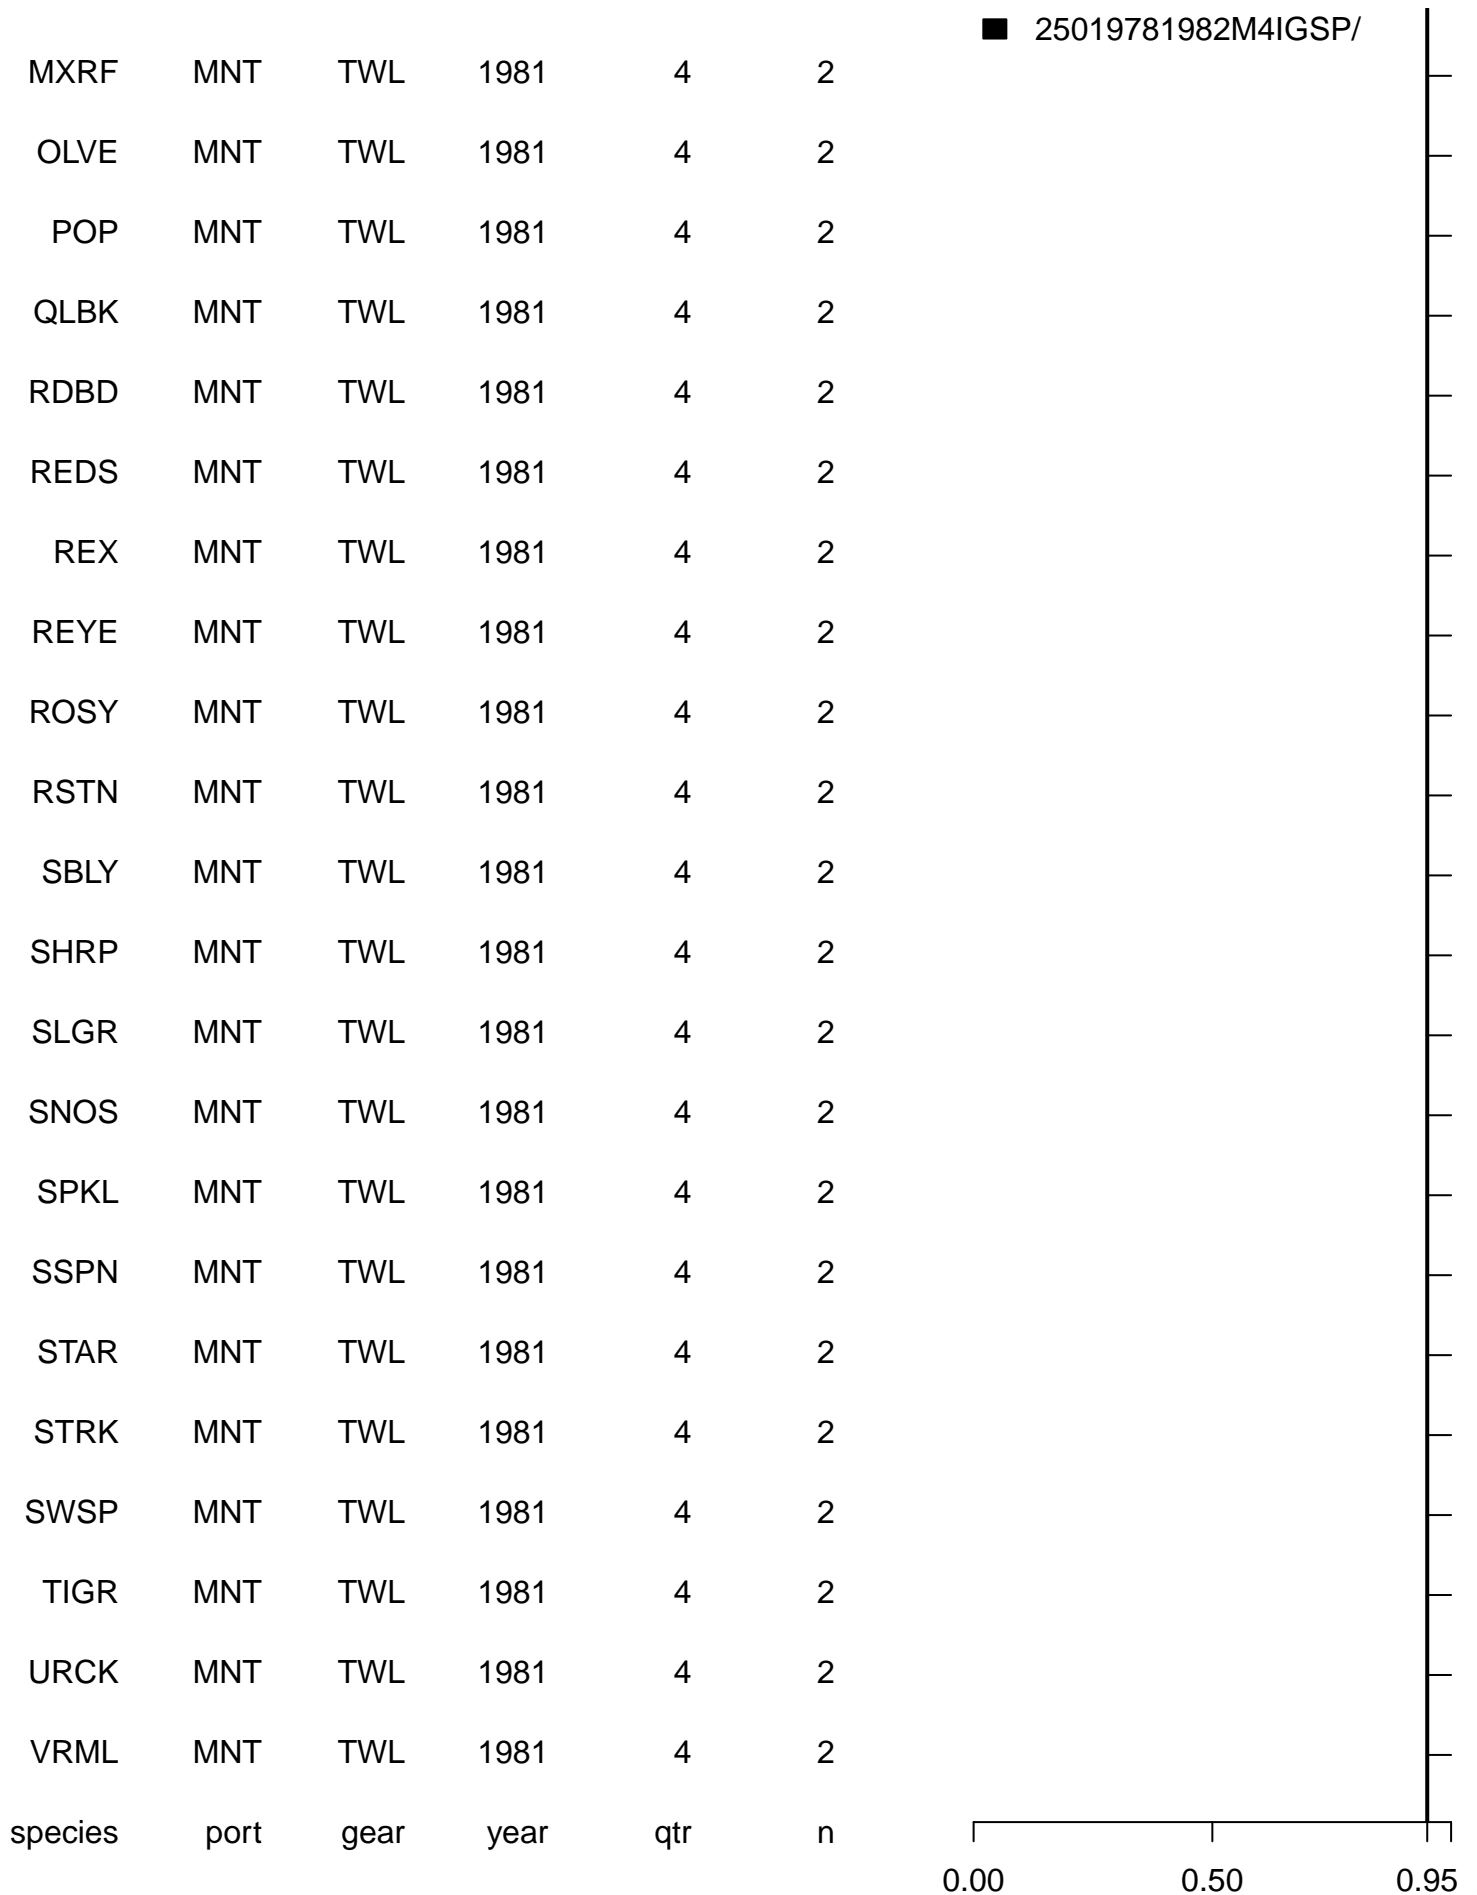 25019781982M4IGSP/
MXRF MNT TWL 1981 4 2
OLVE MNT TWL 1981 4 2
POP MNT TWL 1981 4 2
QLBK MNT TWL 1981 4 2
RDBD MNT TWL 1981 4 2
REDS MNT TWL 1981 4 2
REX MNT TWL 1981 4 2
REYE MNT TWL 1981 4 2
ROSY MNT TWL 1981 4 2
RSTN MNT TWL 1981 4 2
SBLY MNT TWL 1981 4 2
SHRP MNT TWL 1981 4 2
SLGR MNT TWL 1981 4 2
SNOS MNT TWL 1981 4 2
SPKL MNT TWL 1981 4 2
SSPN MNT TWL 1981 4 2
STAR MNT TWL 1981 4 2
STRK MNT TWL 1981 4 2
SWSP MNT TWL 1981 4 2
TIGR MNT TWL 1981 4 2
URCK MNT TWL 1981 4 2
VRML MNT TWL 1981 4 2
species port gear year qtr n
0.00 0.50 0.95